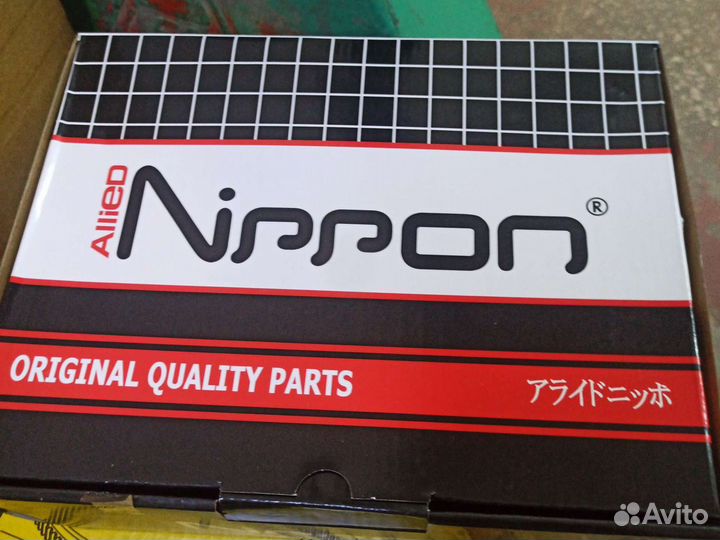 Allied
Nippon®
ORIGINAL QUALITY PARTS
アライドニッポ
Avito